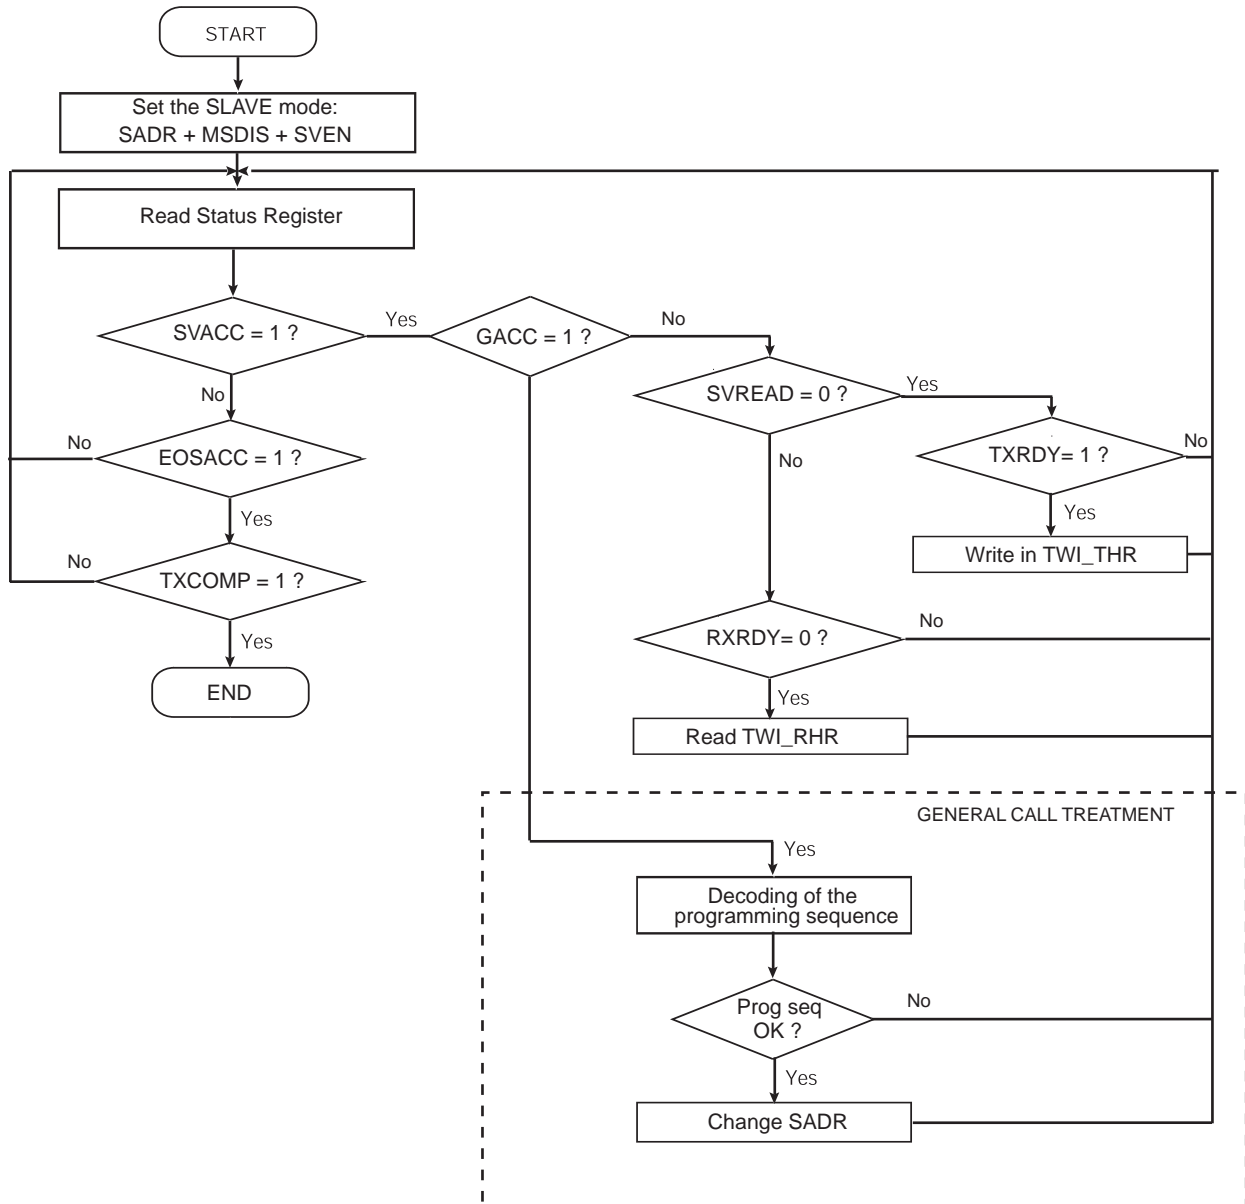 START
Set the SLAVE mode:
SADR + MSDIS + SVEN
Read Status Register
SVACC = 1 ?
Yes
GACC = 1 ?
No
SVREAD = 0 ?
Yes
No
EOSACC = 1 ?
No
No
TXRDY= 1 ?
No
Yes
Yes
Write in TWI_THR
TXCOMP = 1 ?
No
Yes
END
RXRDY= 0 ?
No
Yes
Read TWI_RHR
GENERAL CALL TREATMENT
Yes
Decoding of the
programming sequence
Prog seq
OK ?
No
Yes
Change SADR